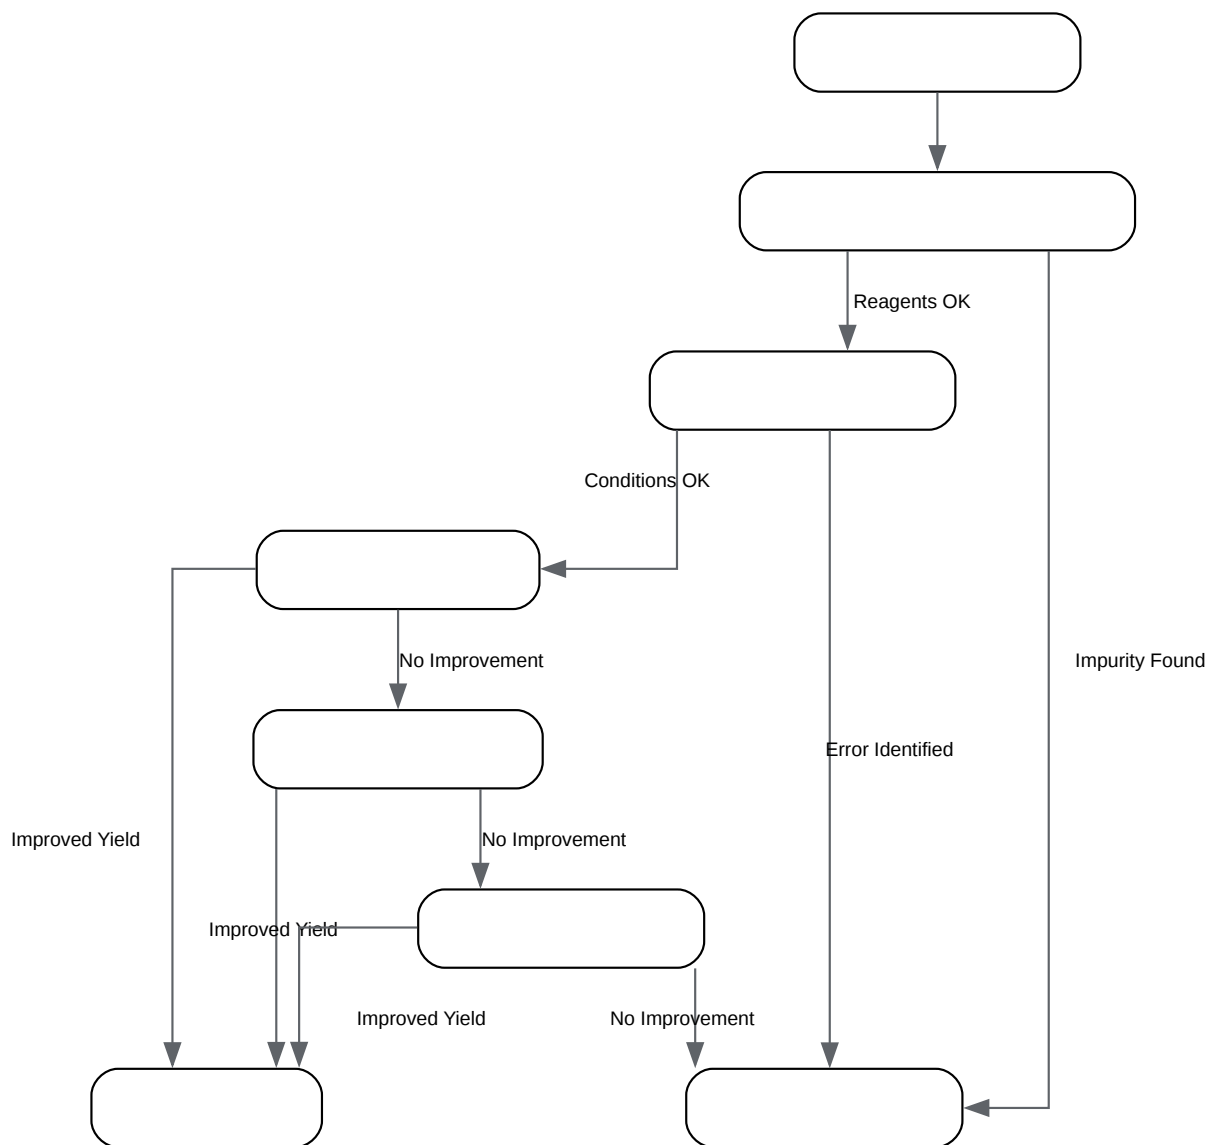 Reagents OK
Conditions OK
No Improvement
Impurity Found
Error Identified
Improved Yield
No Improvement
Improved Yield
Improved Yield
No Improvement